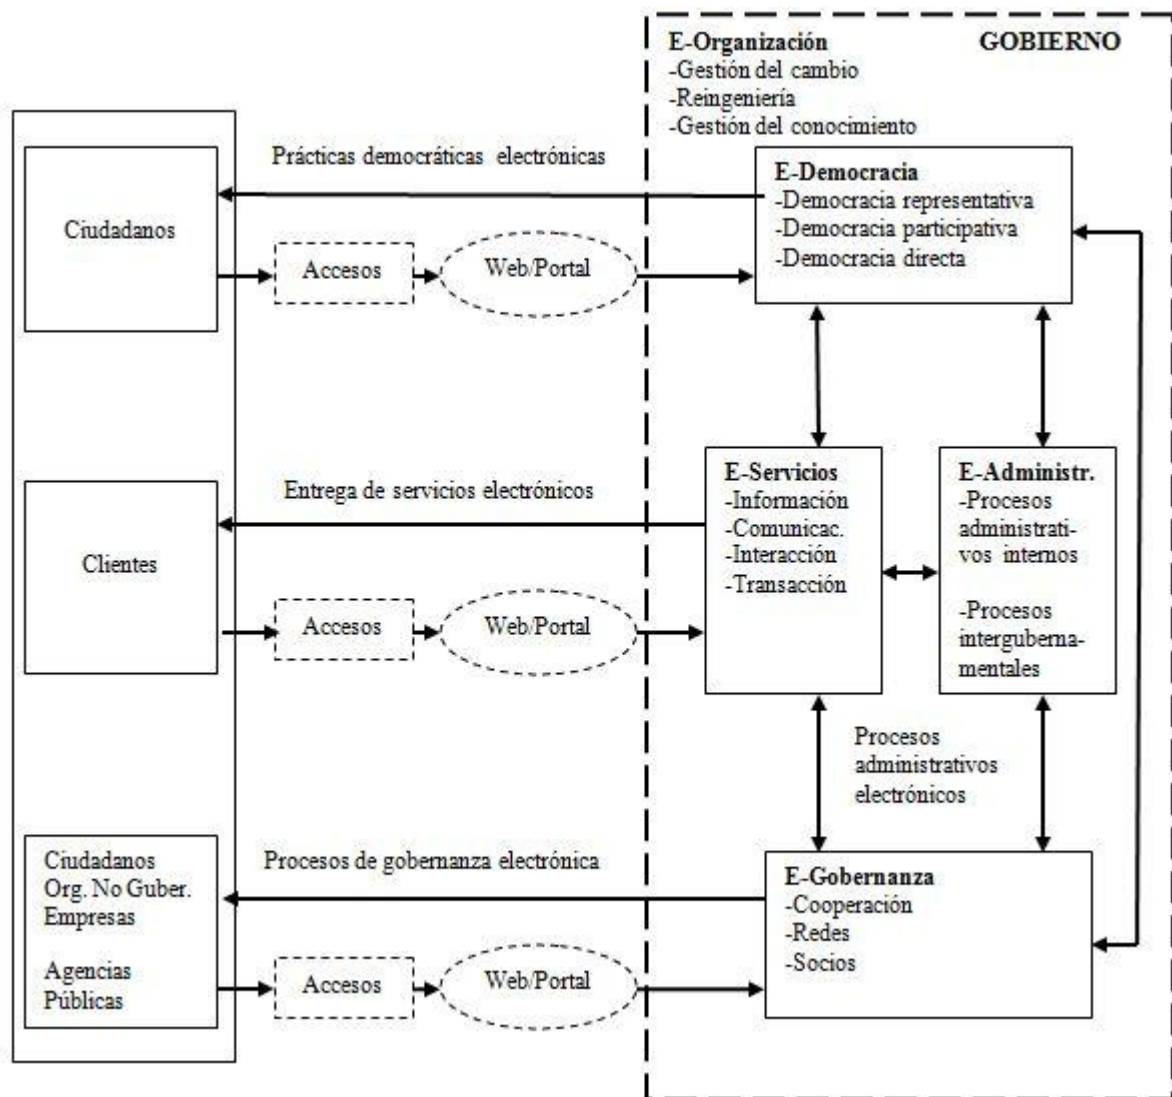 E-Organización
GOBIERNO
-Gestión del cambio
-Reingeniería
-Gestión del conocimiento
Prácticas democráticas electrónicas
E-Democracia
-Democracia representativa
-Democracia participativa
-Democracia directa
Ciudadanos
Accesos
Web/Portal
Entrega de servicios electrónicos
E-Servicios
-Información
-Comunicac.
-Interacción
-Transacción
E-Administr.
-Procesos
administrati-
vos internos
-Procesos
interguberna-
mentales
Clientes
Accesos
Web/Portal
Procesos
administrativos
electrónicos
Procesos de gobernanza electrónica
Ciudadanos
Org. No Guber.
Empresas
Agencias
Públicas
E-Gobernanza
-Cooperación
-Redes
-Socios
Accesos
Web/Portal